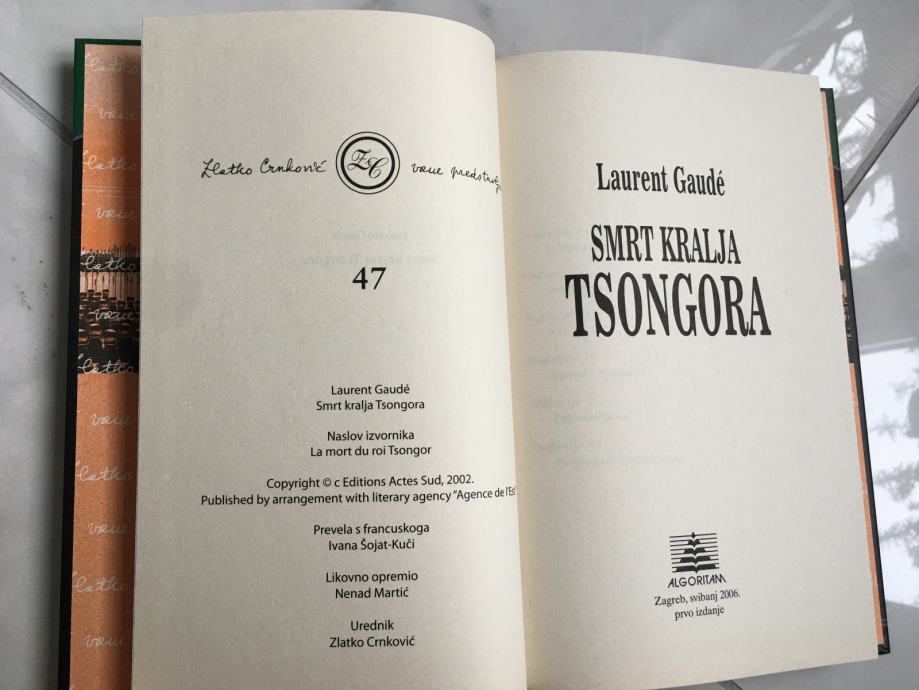 Zlatko Crnković
ZC
vam predstavlja
47
Laurent Gaudé
Smrt kralja Tsongora
Naslov izvornika
La mort du roi Tsongor
Copyright © c Editions Actes Sud, 2002.
Published by arrangement with literary agency “Agence de l'Est
Prevela s francuskoga
Ivana Šojat-Kuči
Likovno opremio
Nenad Martić
Urednik
Zlatko Crnković
Laurent Gaudé
SMRT KRALJA
TSONGORA
ALGORITAM
Zagreb, svibanj 2006.
prvo izdanje